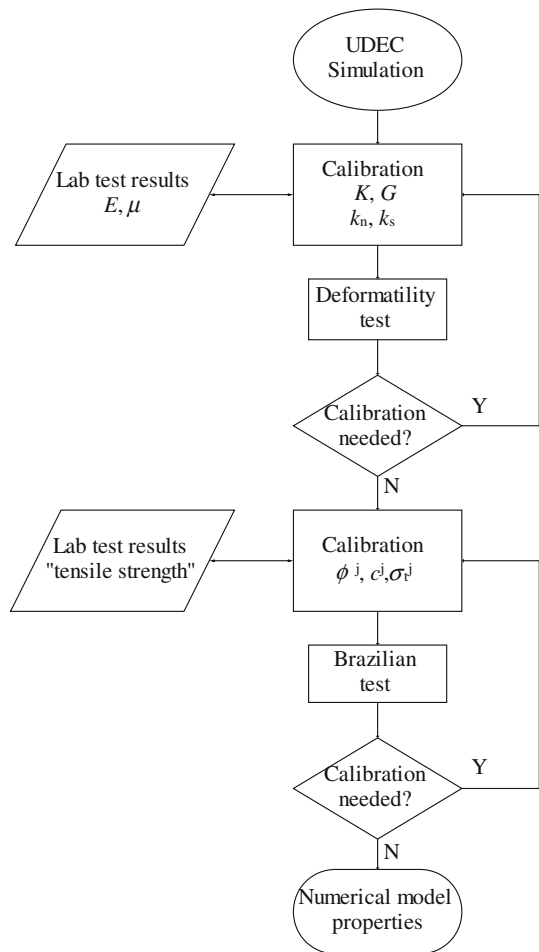 UDEC
Simulation
Lab test results
E, μ
Calibration
K, G
kn, ks
Deformatility
test
Calibration
needed?
Y
N
Lab test results
"tensile strength"
Calibration
ϕ j, cj,σtj
Brazilian
test
Calibration
needed?
Y
N
Numerical model
properties